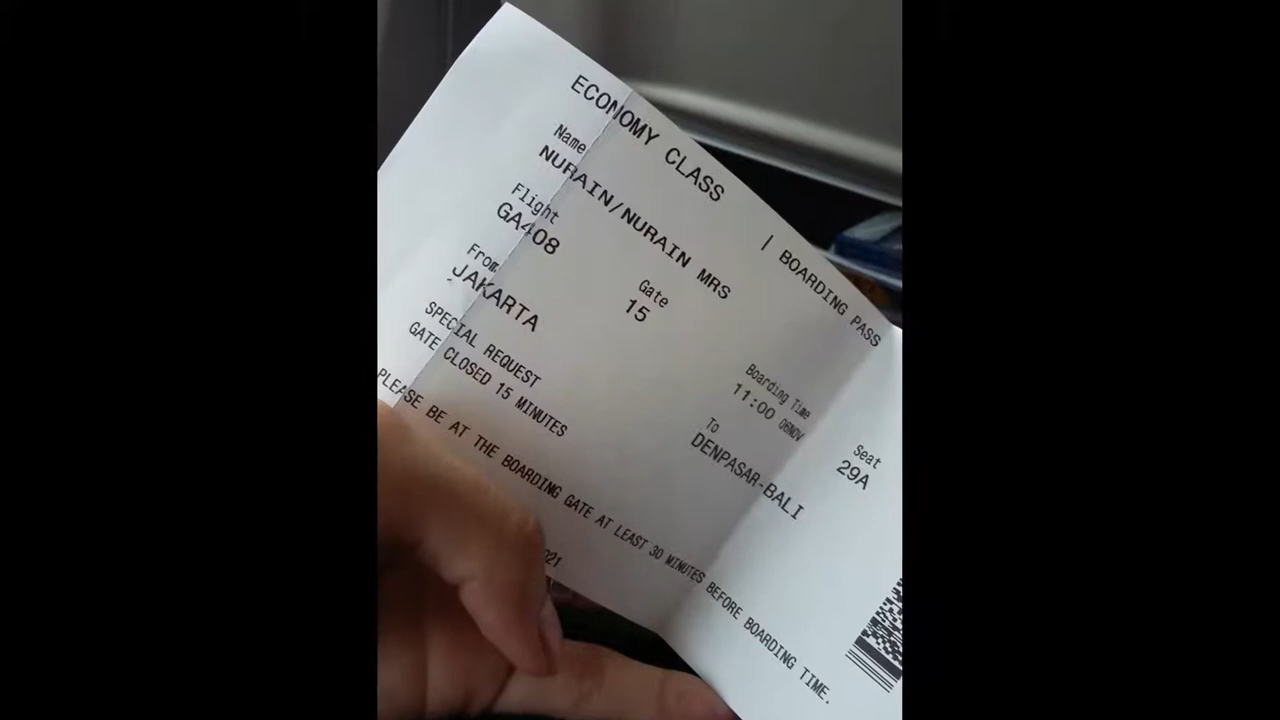 ECONOMY CLASS
| BOARDING PASS
Name
NURAIN/NURAIN MRS
Flight
GA408
Gate
15
Boarding Time
11:00 06NOV
Seat
29A
From
JAKARTA
To
DENPASAR-BALI
SPECIAL REQUEST
GATE CLOSED 15 MINUTES
PLEASE BE AT THE BOARDING GATE AT LEAST 30 MINUTES BEFORE BOARDING TIME.
021